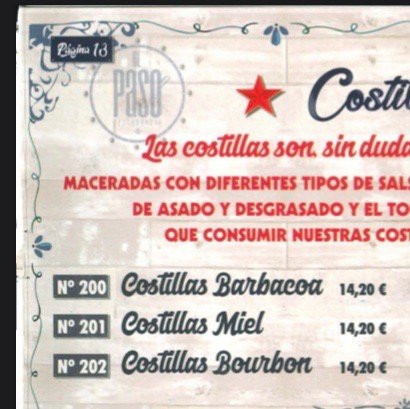 Página 18
PASO
Costil
Las costillas son, sin duda
MACERADAS CON DIFERENTES TIPOS DE SALS
DE ASADO Y DESGRASADO Y EL TO
QUE CONSUMIR NUESTRAS COST
Nº 200 Costillas Barbacoa 14,20 €
Nº 201 Costillas Miel 14,20 €
Nº 202 Costillas Bourbon 14,20 €